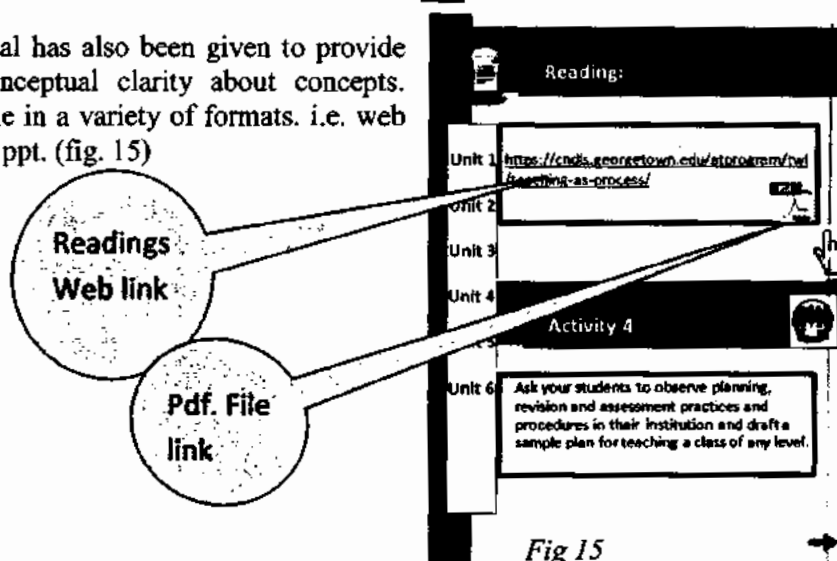 al has also been given to provide
nceptual clarity about concepts.
e in a variety of formats. i.e. web
ppt. (fig. 15)
Readings
Web link
Pdf. File
link
Reading:
Unit 1
https://cndls.georgetown.edu/atprogram/twl
/teaching-as-process/
Unit 2
Unit 3
Unit 4
Activity 4
Unit 6
Ask your students to observe planning,
revision and assessment practices and
procedures in their institution and draft a
sample plan for teaching a class of any level.
Fig 15